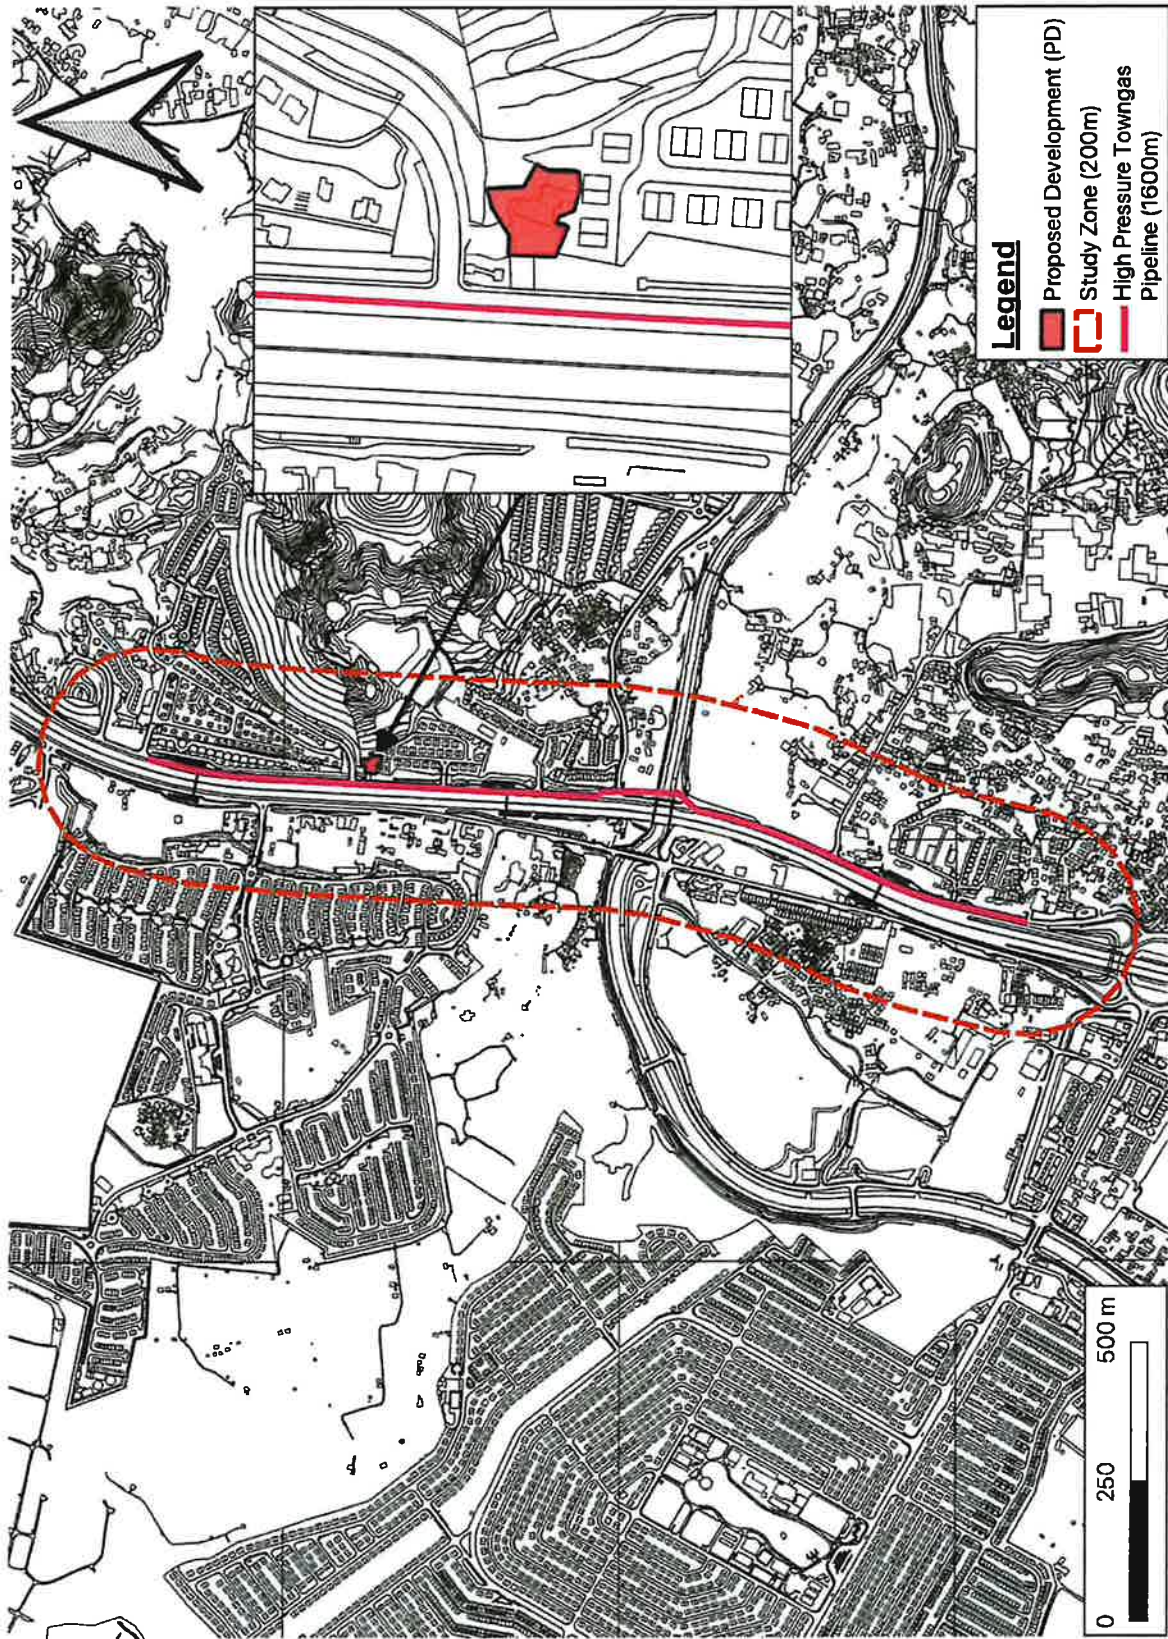 Legend
Proposed Development (PD)
Study Zone (200m)
High Pressure Towngas
Pipeline (1600m)
0 250 500 m